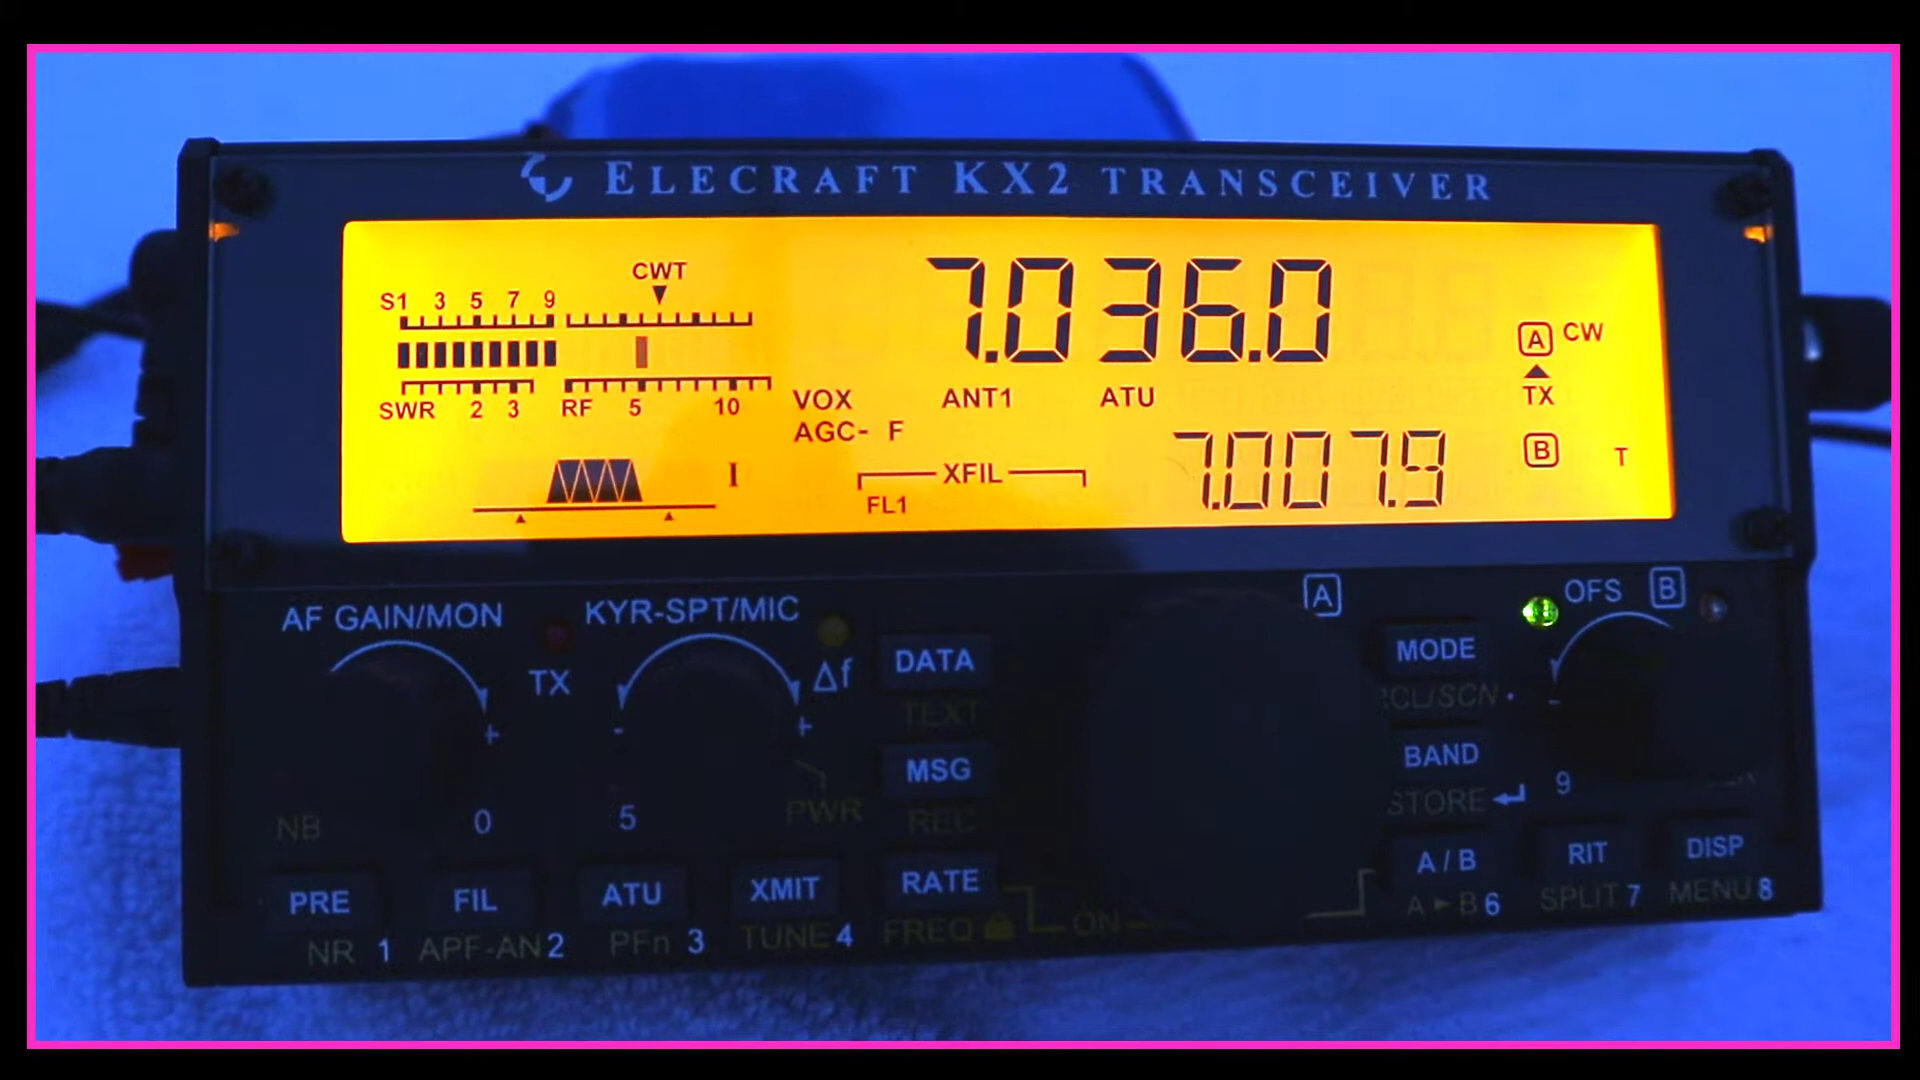 ELECRAFT KX2 TRANSCEIVER
CWT
S1 3 5 7 9
7.036.0
A CW
SWR 2 3 RF 5 10
VOX ANT1 ATU
TX
AGC- F
7.007.9
B T
I
XFIL
FL1
AF GAIN/MON
KYR-SPT/MIC
A
OFS B
TX
Δf
DATA
MODE
- +
TEXT
RCL/SCN
-
+
MSG
BAND
NB 0 5 PWR
REC
STORE 9
PRE FIL ATU XMIT RATE
A / B RIT DISP
NR 1 APF-AN 2 PFn 3 TUNE 4 FREQ
ON
A ► B 6 SPLIT 7 MENU 8